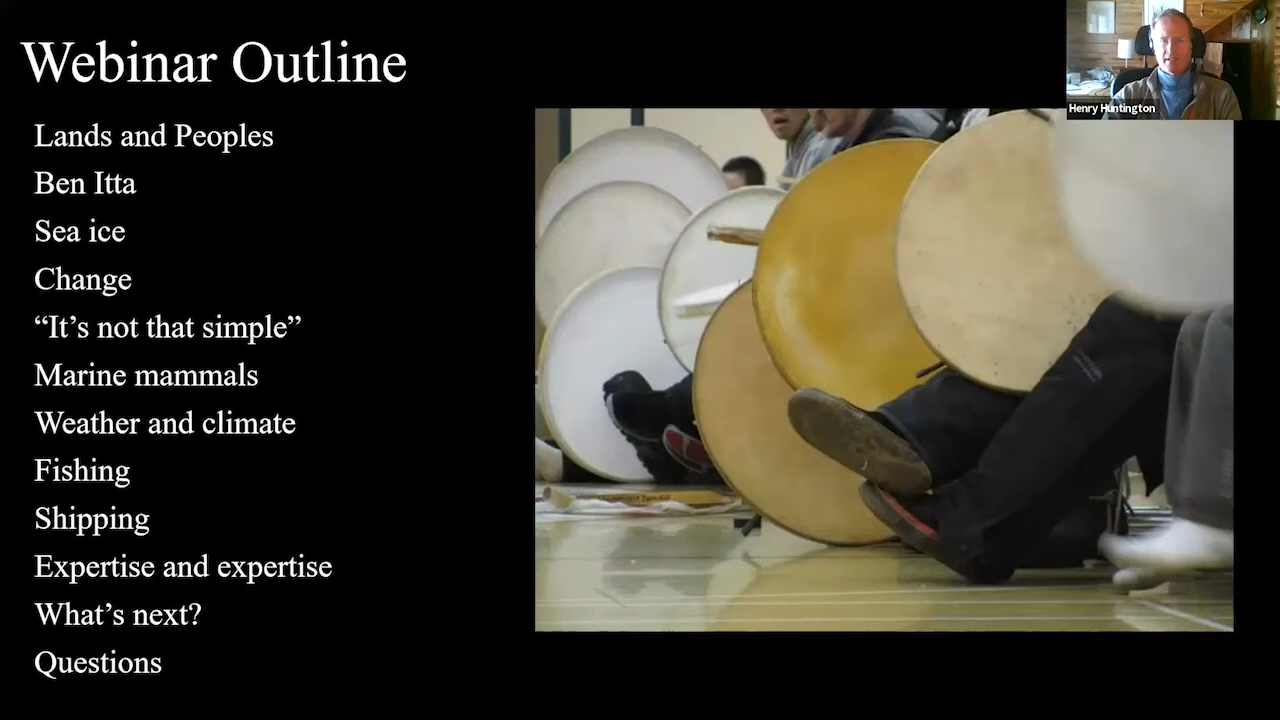 Webinar Outline
Henry Huntington
Lands and Peoples
Ben Itta
Sea ice
Change
“It’s not that simple”
Marine mammals
Weather and climate
Fishing
Shipping
Expertise and expertise
What’s next?
Questions